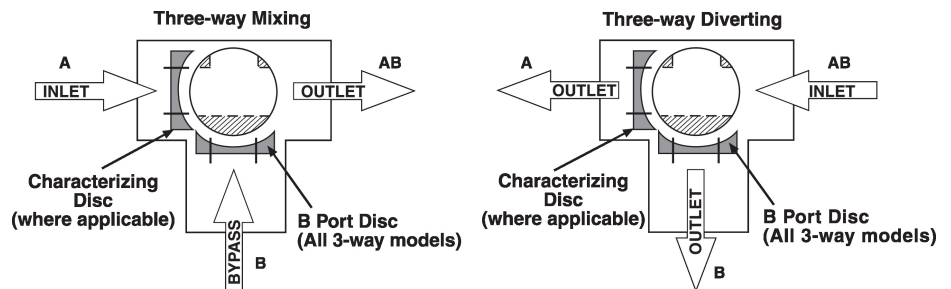 Three-way Mixing
A
INLET
AB
OUTLET
Characterizing
Disc
(where applicable)
B Port Disc
(All 3-way models)
BYPASS
B
Three-way Diverting
A
OUTLET
AB
INLET
Characterizing
Disc
(where applicable)
B Port Disc
(All 3-way models)
OUTLET
B